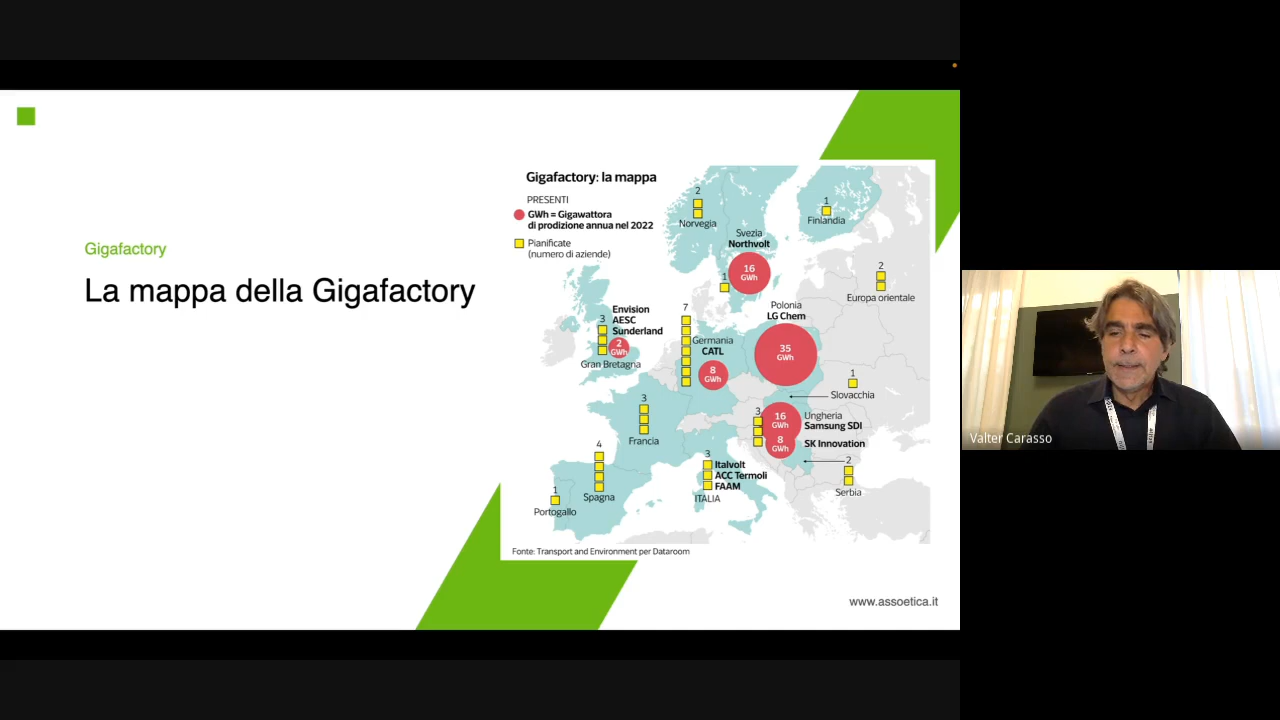 Gigafactory
La mappa della Gigafactory
Gigafactory: la mappa
PRESENTI
GWh = Gigawattora
di prodizione annua nel 2022
Pianificate
(numero di aziende)
2
Norvegia
1
Finlandia
Svezia
Northvolt
16
GWh
1
2
Europa orientale
Envision
AESC
Sunderland
3
2
GWh
Gran Bretagna
7
Germania
CATL
8
GWh
Polonia
LG Chem
35
GWh
1
Slovacchia
3
Francia
3
16
GWh
Ungheria
Samsung SDI
8
GWh
SK Innovation
2
Serbia
4
Spagna
1
Portogallo
3
Italvolt
ACC Termoli
FAAM
ITALIA
Fonte: Transport and Environment per Dataroom
www.assoetica.it
Valter Carasso